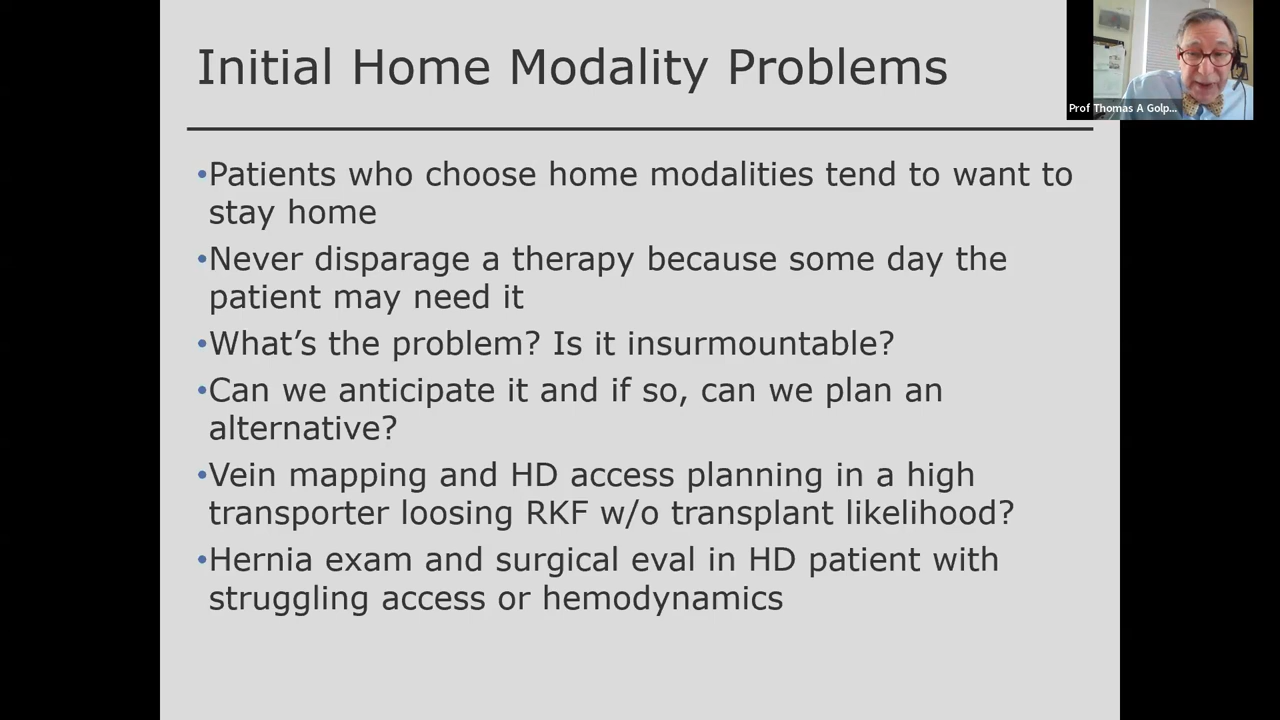 Initial Home Modality Problems
Prof Thomas A Golp...
•Patients who choose home modalities tend to want to
stay home
•Never disparage a therapy because some day the
patient may need it
•What's the problem? Is it insurmountable?
•Can we anticipate it and if so, can we plan an
alternative?
•Vein mapping and HD access planning in a high
transporter loosing RKF w/o transplant likelihood?
•Hernia exam and surgical eval in HD patient with
struggling access or hemodynamics